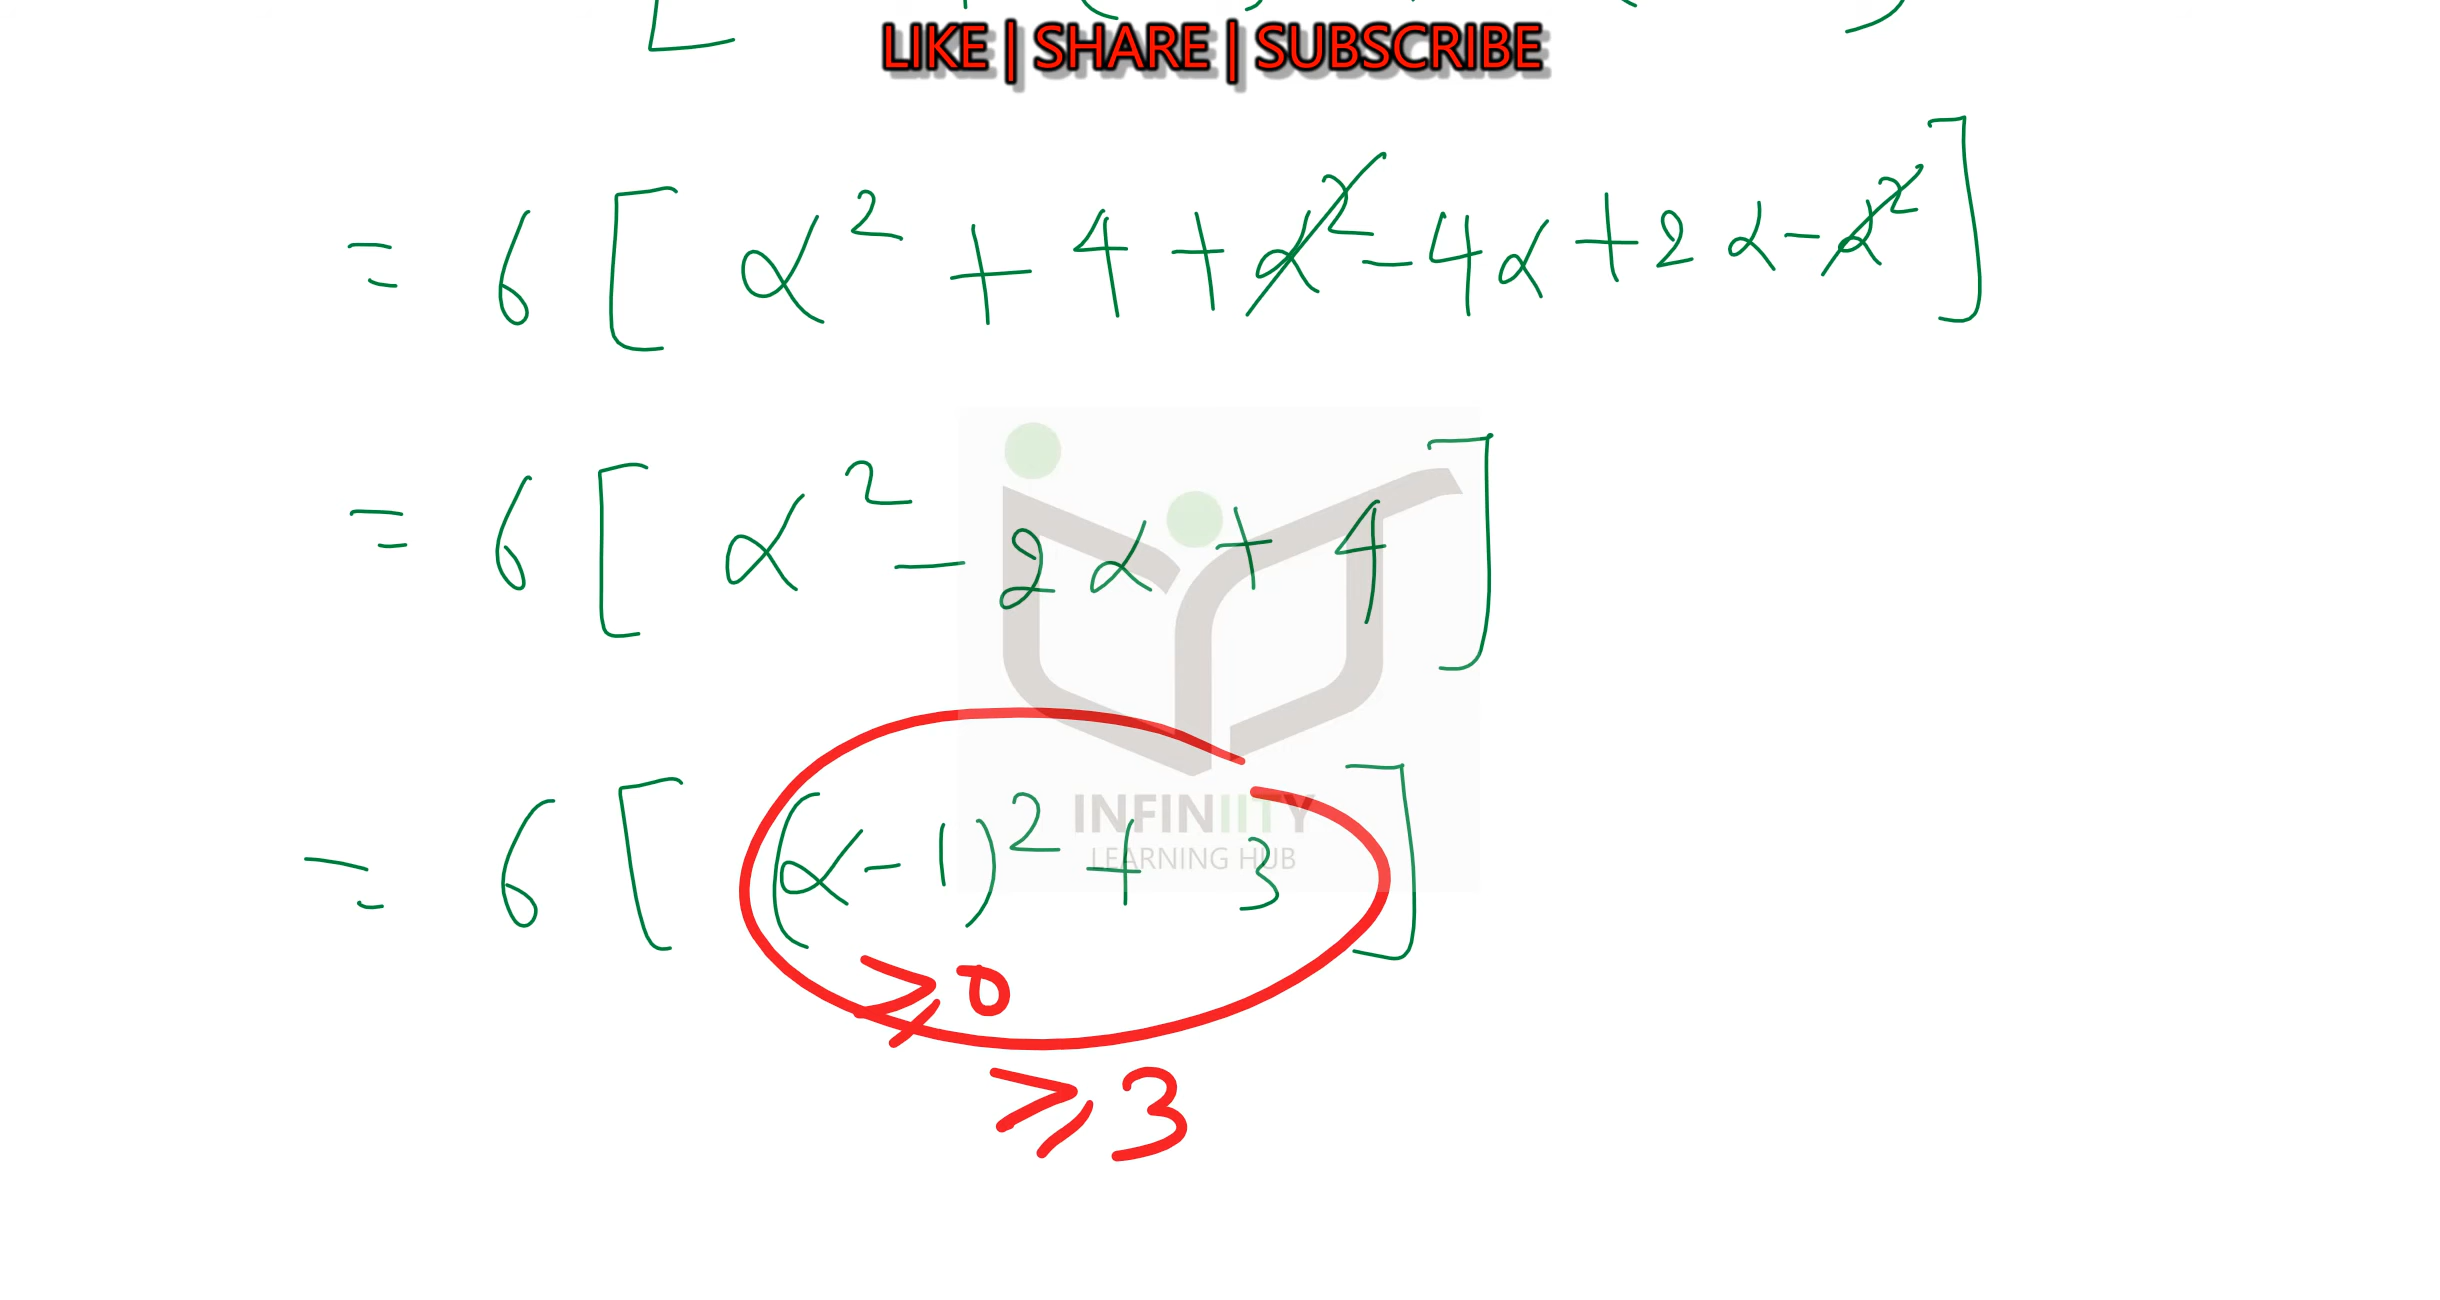 LIKE | SHARE | SUBSCRIBE
= 6 [ α² + 4 + α² - 4α + 2α - α² ]
= 6 [ α² - 2α + 4 ]
= 6 [ (α - 1)² + 3 ]
INFINIITY
LEARNING HUB
⩾ 0
⩾ 3